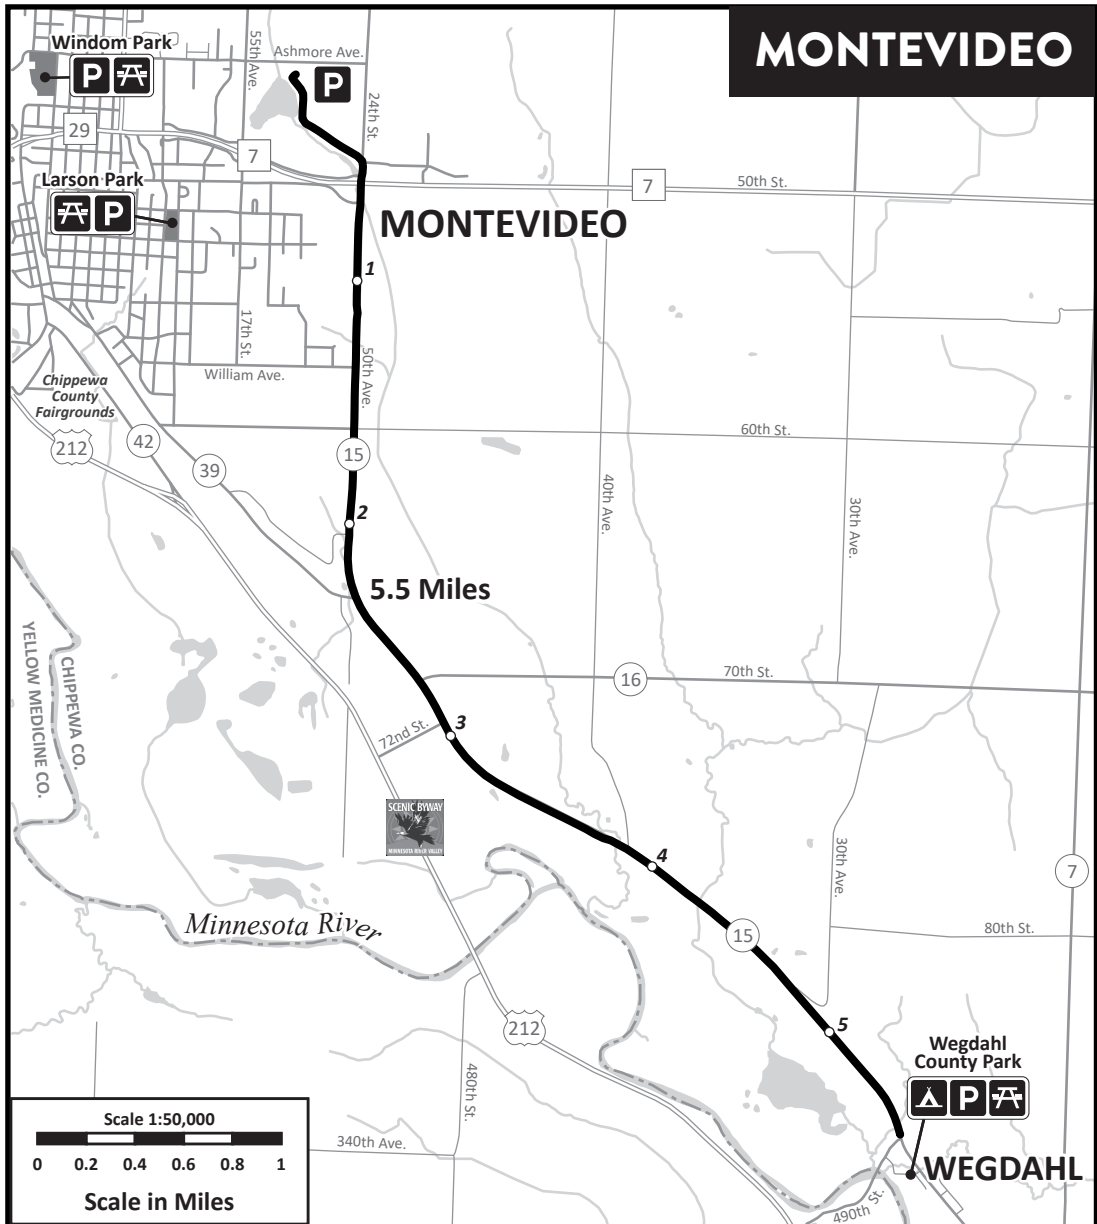 MONTEVIDEO
Windom Park
P
55th Ave.
Ashmore Ave.
P
24th St.
29
7
Larson Park
P
7
50th St.
MONTEVIDEO
1
17th St.
50th Ave.
William Ave.
Chippewa
County
Fairgrounds
212
42
39
15
60th St.
40th Ave.
30th Ave.
2
5.5 Miles
YELLOW MEDICINE CO.
CHIPPEWA CO.
16
70th St.
72nd St.
3
SCENIC BYWAY
MINNESOTA RIVER VALLEY
4
30th Ave.
7
Minnesota River
15
80th St.
212
5
Wegdahl
County Park
P
480th St.
340th Ave.
WEGDAHL
490th St.
Scale 1:50,000
0 0.2 0.4 0.6 0.8 1
Scale in Miles